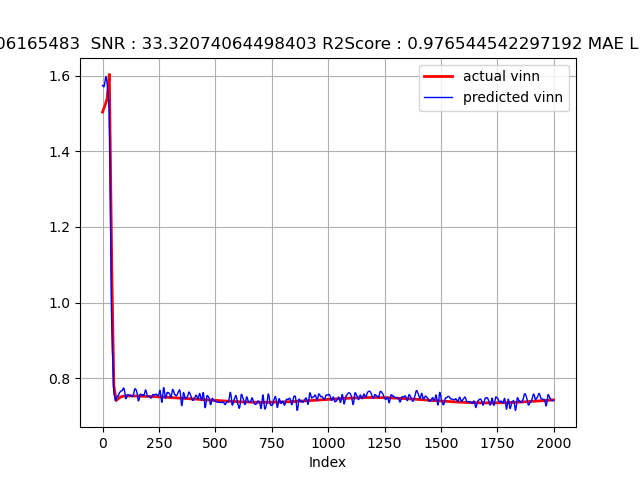 06165483 SNR : 33.32074064498403 R2Score : 0.976544542297192 MAE L
actual vinn
predicted vinn
1.6
1.4
1.2
1.0
0.8
0 250 500 750 1000 1250 1500 1750 2000
Index